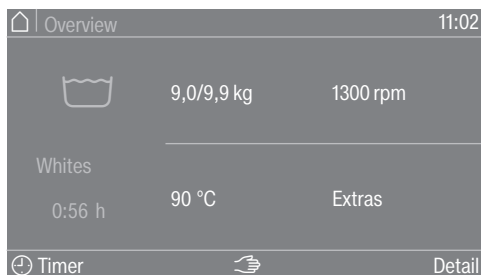 Overview 11:02
9,0/9,9 kg 1300 rpm
Whites
90 °C Extras
0:56 h
Timer Detail